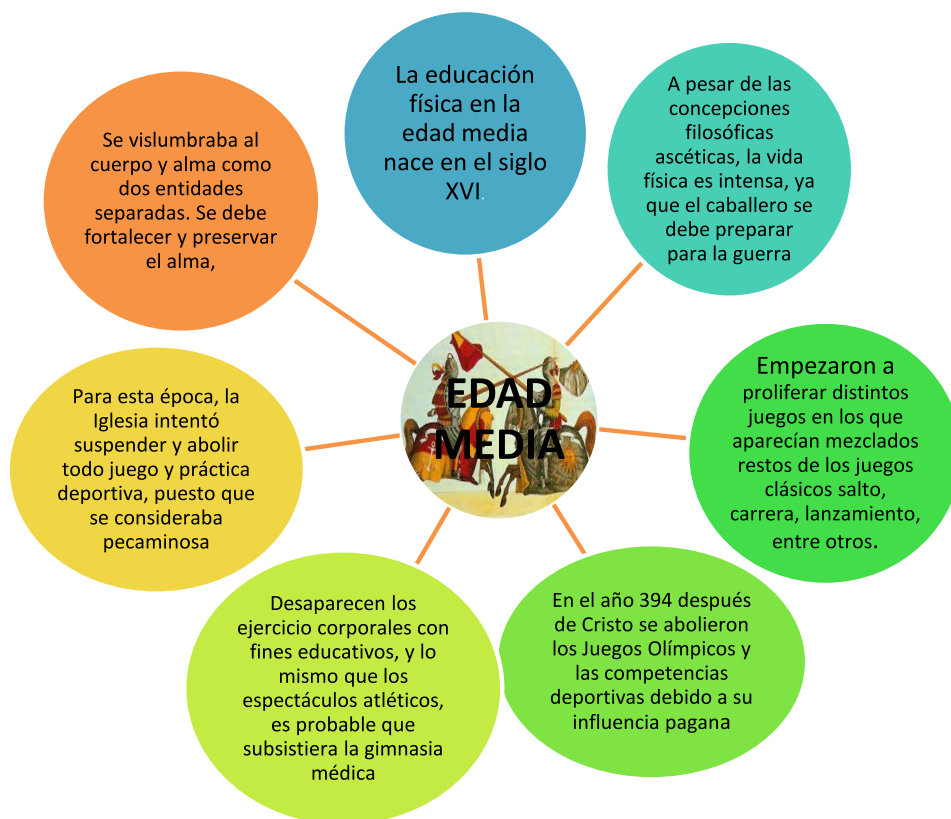 La educación
física en la
edad media
nace en el siglo
XVI.
A pesar de las
concepciones
filosóficas
ascéticas, la vida
física es intensa, ya
que el caballero se
debe preparar
para la guerra
Empezaron a
proliferar distintos
juegos en los que
aparecían mezclados
restos de los juegos
clásicos salto,
carrera, lanzamiento,
entre otros.
En el año 394 después
de Cristo se abolieron
los Juegos Olímpicos y
las competencias
deportivas debido a su
influencia pagana
Desaparecen los
ejercicio corporales con
fines educativos, y lo
mismo que los
espectáculos atléticos,
es probable que
subsistiera la gimnasia
médica
Para esta época, la
Iglesia intentó
suspender y abolir
todo juego y práctica
deportiva, puesto que
se consideraba
pecaminosa
Se vislumbraba al
cuerpo y alma como
dos entidades
separadas. Se debe
fortalecer y preservar
el alma,
EDAD
MEDIA